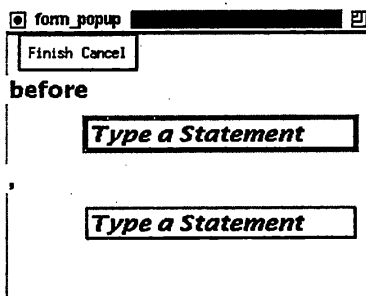 form_popup
Finish Cancel
before
Type a Statement
,
Type a Statement